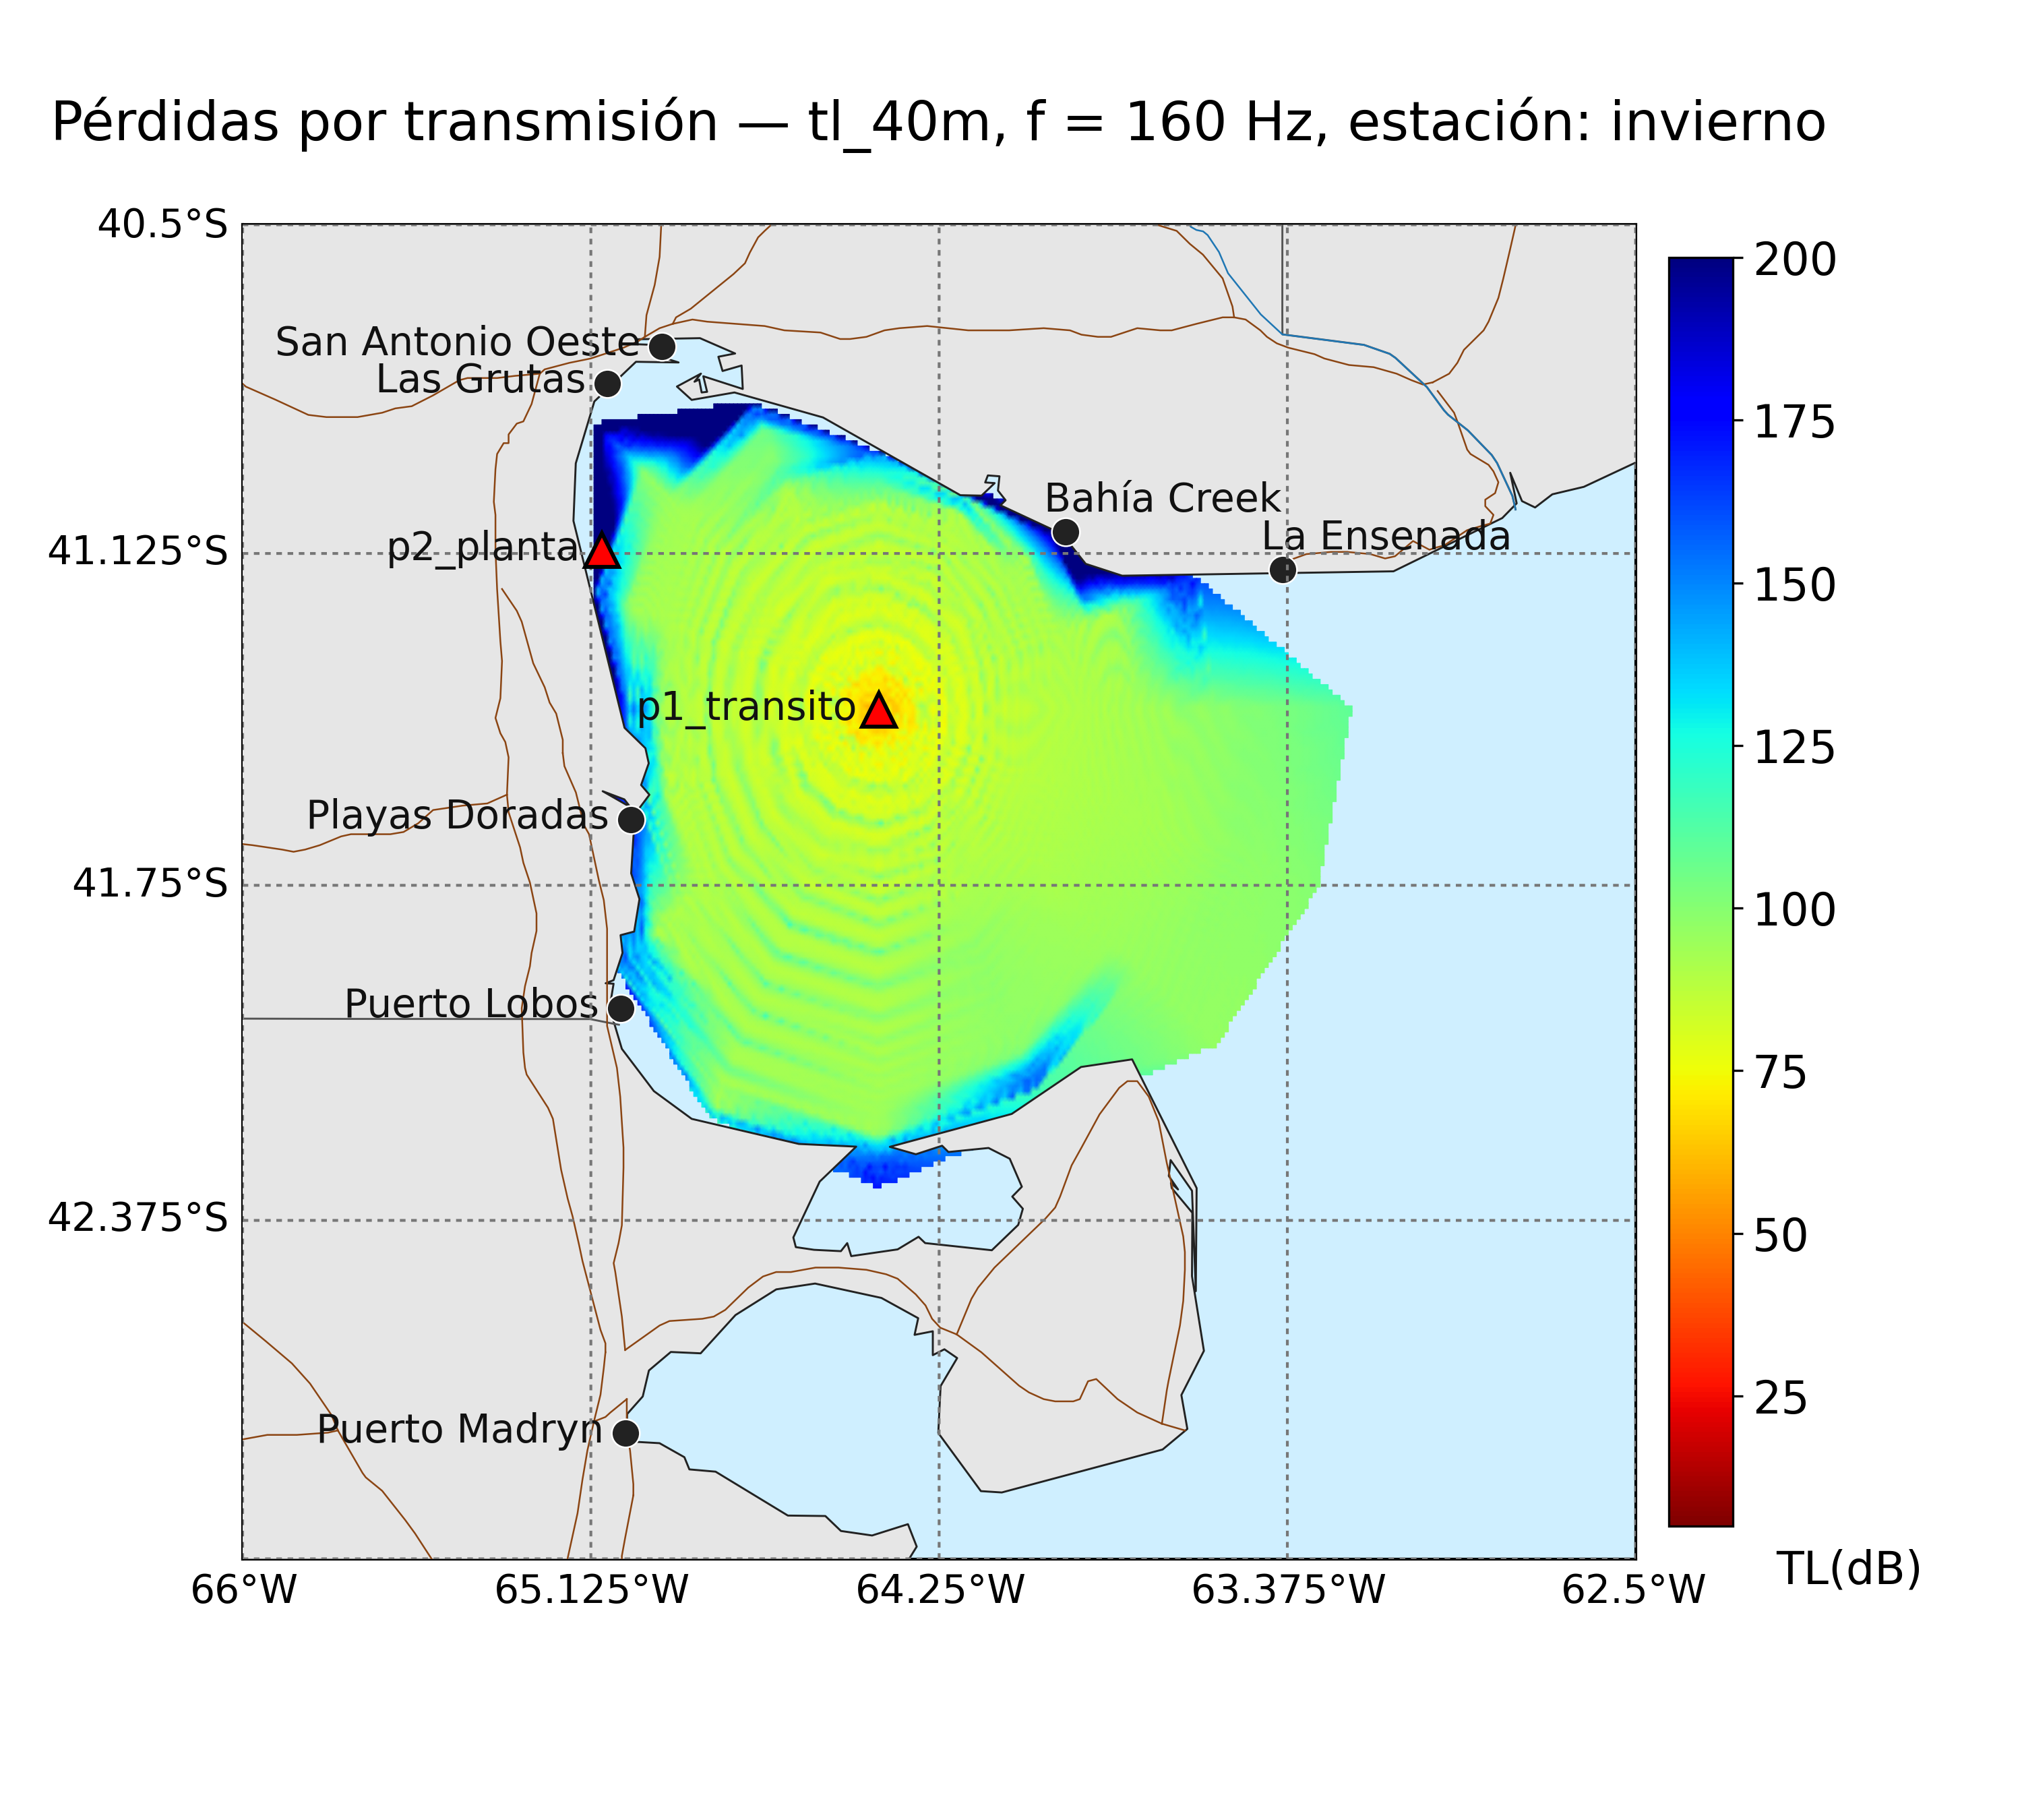 Pérdidas por transmisión — tl_40m, f = 160 Hz, estación: invierno
40.5°S
200
San Antonio Oeste
Las Grutas
175
Bahía Creek
La Ensenada
p2_planta
41.125°S
150
p1_transito
125
Playas Doradas
41.75°S
100
Puerto Lobos
75
42.375°S
50
25
Puerto Madryn
TL(dB)
66°W
65.125°W
64.25°W
63.375°W
62.5°W